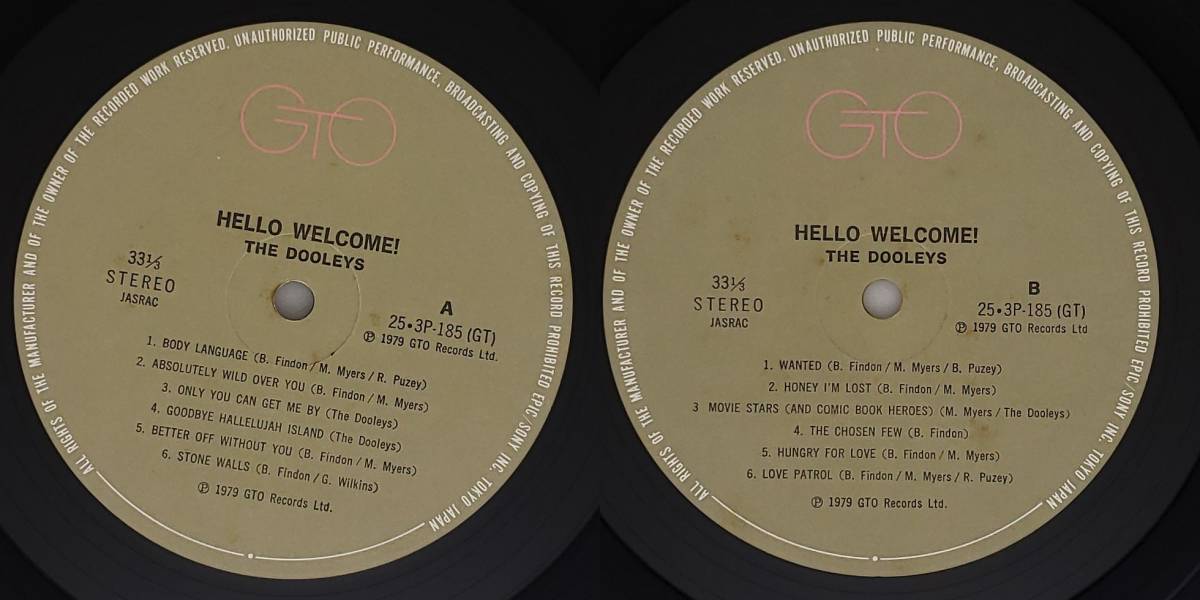 ALL RIGHTS OF THE MANUFACTURER AND OF THE OWNER OF THE RECORDED WORK RESERVED. UNAUTHORIZED PUBLIC PERFORMANCE, BROADCASTING AND COPYING OF THIS RECORD PROHIBITED EPIC/SONY INC. TOKYO JAPAN
GTO
HELLO WELCOME!
THE DOOLEYS
33⅓
STEREO
JASRAC
A
25•3P-185 (GT)
℗ 1979 GTO Records Ltd.
1. BODY LANGUAGE (B. Findon / M. Myers / R. Puzey)
2. ABSOLUTELY WILD OVER YOU (B. Findon / M. Myers)
3. ONLY YOU CAN GET ME BY (The Dooleys)
4. GOODBYE HALLELUJAH ISLAND (The Dooleys)
5. BETTER OFF WITHOUT YOU (B. Findon / M. Myers)
6. STONE WALLS (B. Findon / G. Wilkins)
℗ 1979 GTO Records Ltd.
ALL RIGHTS OF THE MANUFACTURER AND OF THE OWNER OF THE RECORDED WORK RESERVED. UNAUTHORIZED PUBLIC PERFORMANCE, BROADCASTING AND COPYING OF THIS RECORD PROHIBITED EPIC/SONY INC. TOKYO JAPAN
GTO
HELLO WELCOME!
THE DOOLEYS
33⅓
STEREO
JASRAC
B
25•3P-185 (GT)
℗ 1979 GTO Records Ltd
1. WANTED (B. Findon / M. Myers / B. Puzey)
2. HONEY I'M LOST (B. Findon / M. Myers)
3 MOVIE STARS (AND COMIC BOOK HEROES) (M. Myers / The Dooleys)
4. THE CHOSEN FEW (B. Findon)
5. HUNGRY FOR LOVE (B. Findon / M. Myers)
6. LOVE PATROL (B. Findon / M. Myers / R. Puzey)
℗ 1979 GTO Records Ltd.